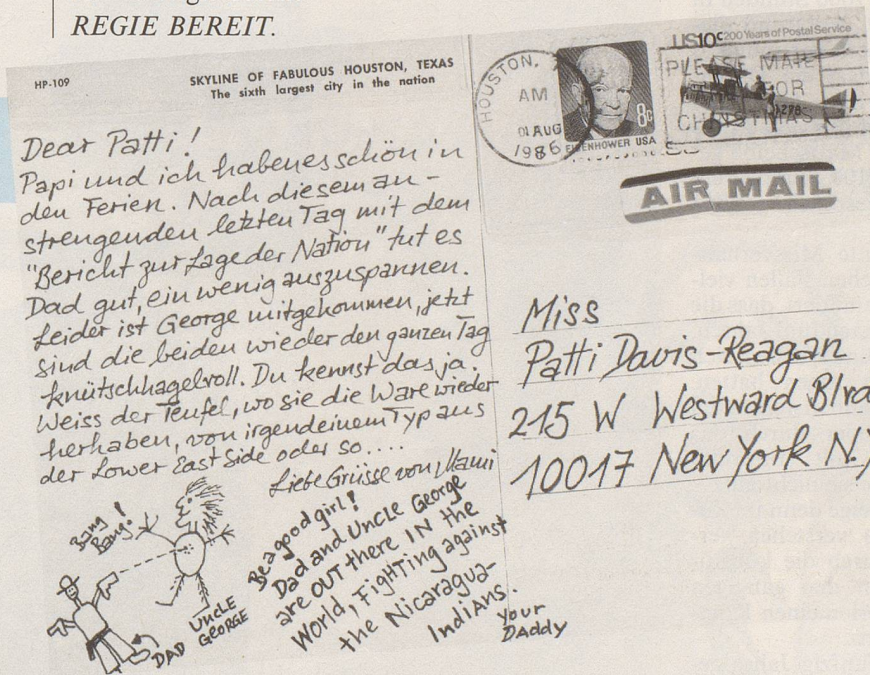 REGIE BEREIT.
HP-109
SKYLINE OF FABULOUS HOUSTON, TEXAS
The sixth largest city in the nation
Dear Patti!
Papi und ich haben es schön in
den Ferien. Nach diesem an-
strengenden letzten Tag mit dem
"Bericht zur Lage der Nation" tut es
Dad gut, ein wenig auszuspannen.
Leider ist George mitgekommen, jetzt
sind die beiden wieder den ganzen Tag
knütschhagelvoll. Du kennst das ja.
Weiss der Teufel, wo sie die Ware wieder
herhaben, von irgendeinem Typ aus
der Lower East Side oder so....
Liebe Grüsse von Mami
Bang
Bang!
DAD
UNCLE
GEORGE
Be a good girl!
Dad and Uncle George
are OUT there IN the
World, Fighting against
the Nicaragua-
Indians.
your
DADDY
HOUSTON,
AM
01 AUG
1986
8c
EISENHOWER USA
US10c 200 Years of Postal Service
PLEASE MAIL
FOR
CHRISTMAS
AIR MAIL
Miss
Patti Davis-Reagan
215 W Westward Blvd
10017 New York N.Y